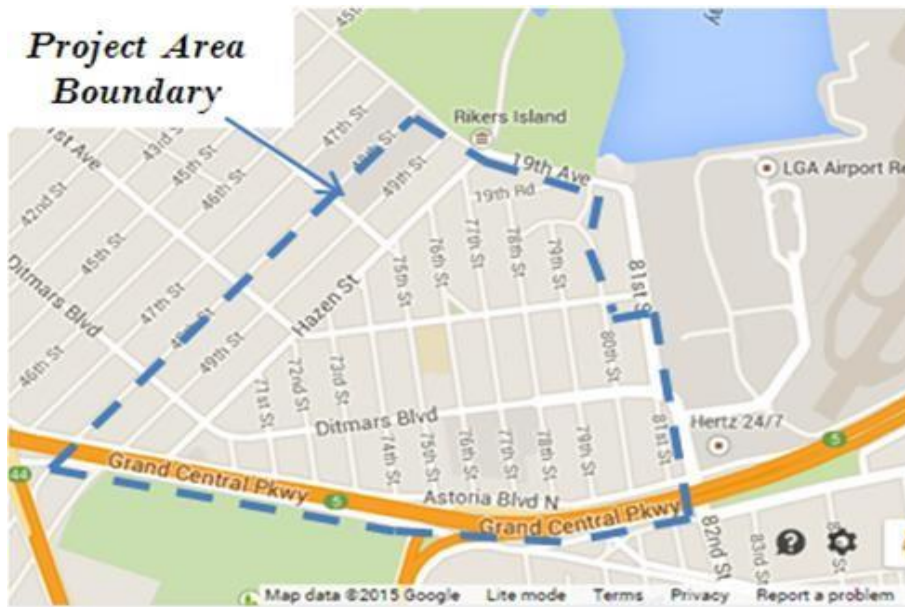 Project Area
Boundary
45th St
46th St
47th St
48th St
49th St
43rd St
45th St
46th St
47th St
42nd St
45th St
Rikers Island
19th Ave
19th Rd
LGA Airport Re
75th St
76th St
77th St
78th St
79th St
81st S
Hazen St
Ditmars Blvd
47th St
48th St
49th St
46th St
80th St
71st St
72nd St
73rd St
Ditmars Blvd
74th St
75th St
76th St
77th St
78th St
79th St
81st St
Hertz 24/7
5
44
Grand Central Pkwy
5
Astoria Blvd N
Grand Central Pkwy
82nd St
83rd St
Map data ©2015 Google
Lite mode
Terms
Privacy
Report a problem